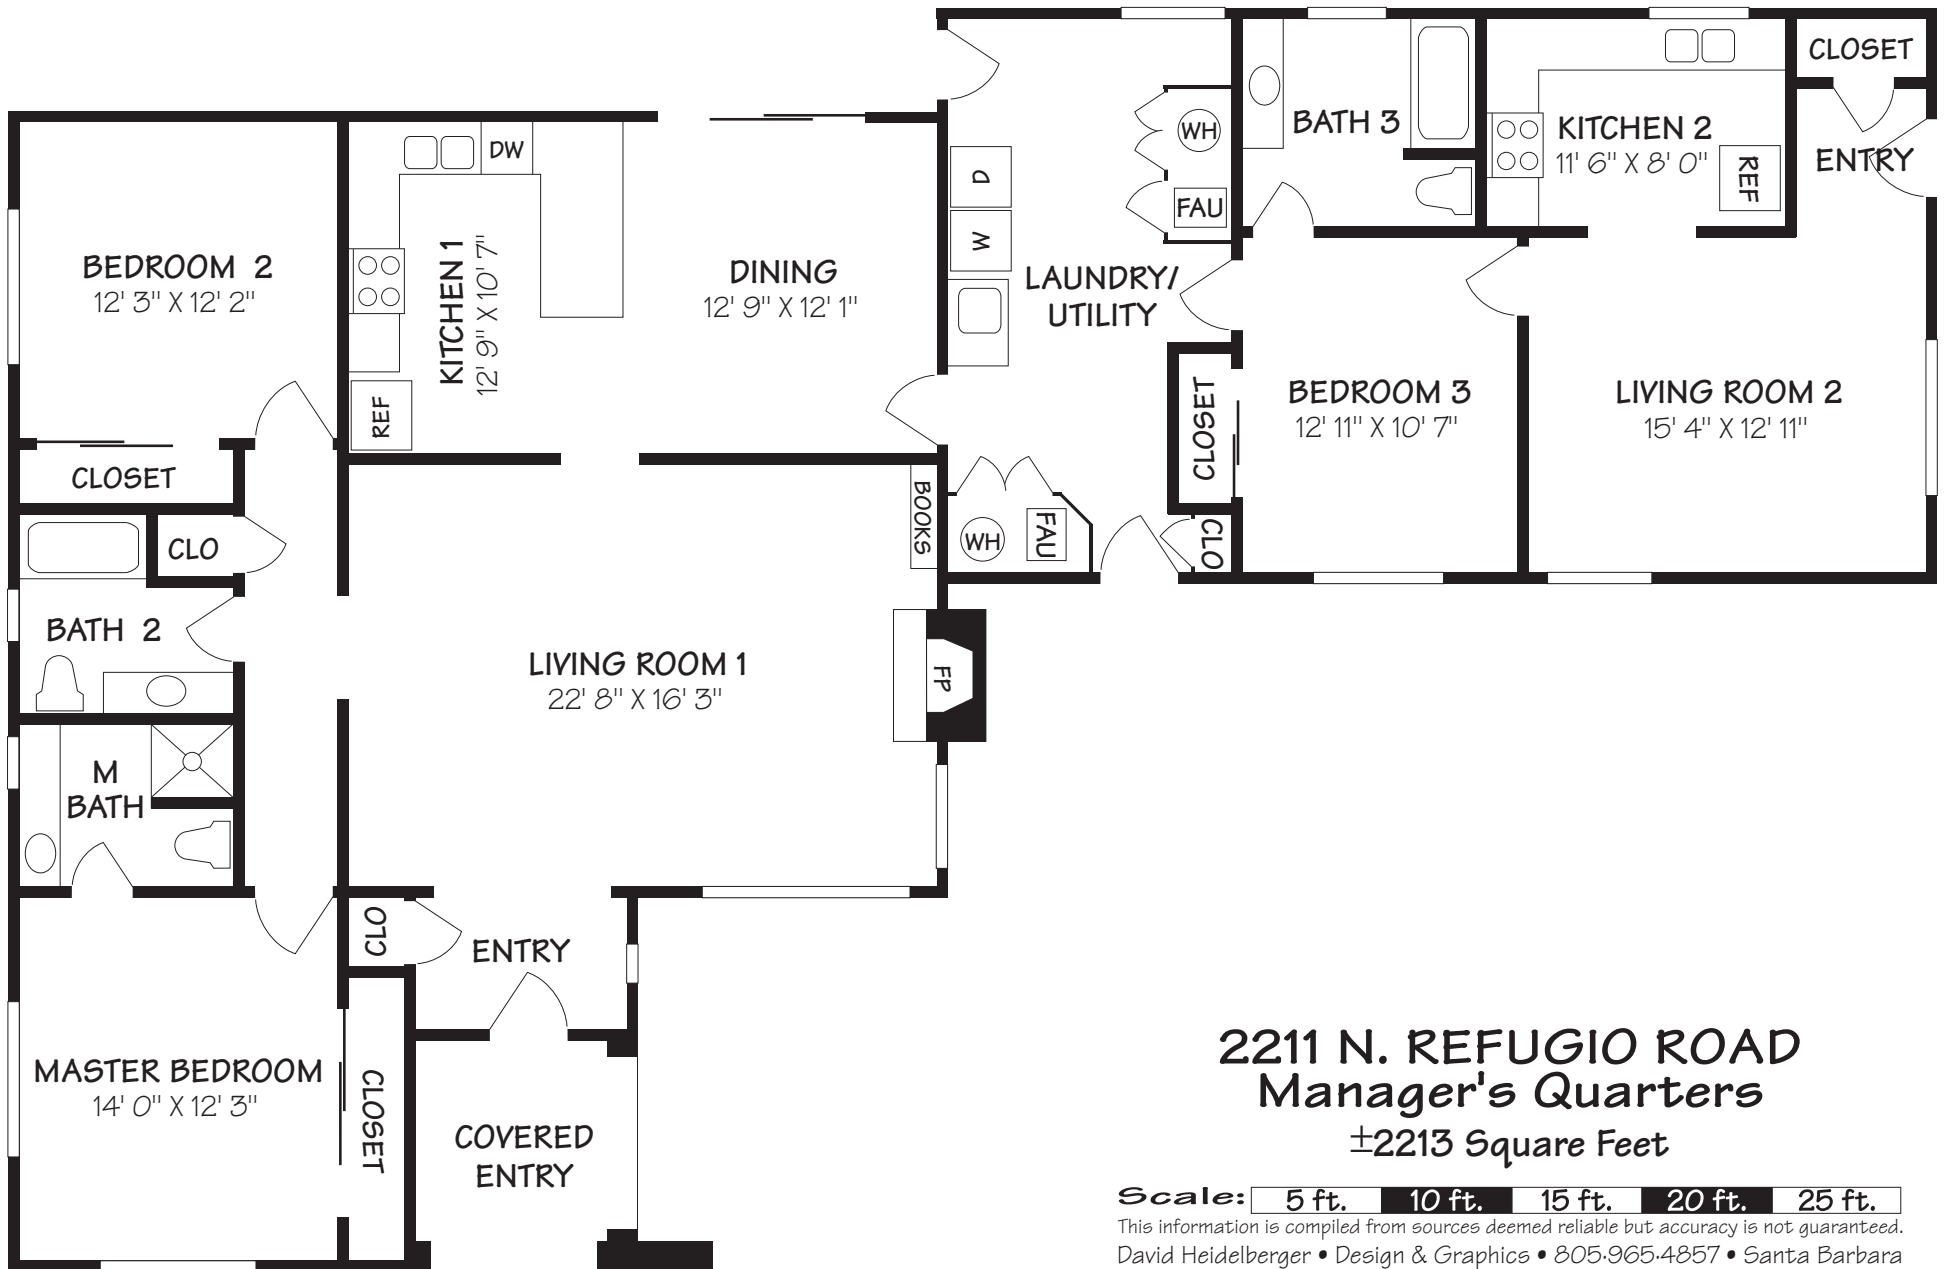 CLOSET
WH
BATH 3
KITCHEN 2
11' 6" X 8' 0"
REF
ENTRY
DW
D
FAU
W
BEDROOM 2
12' 3" X 12' 2"
KITCHEN 1
12' 9" X 10' 7"
DINING
12' 9" X 12' 1"
LAUNDRY/
UTILITY
REF
CLOSET
BEDROOM 3
12' 11" X 10' 7"
LIVING ROOM 2
15' 4" X 12' 11"
CLOSET
BOOKS
CLO
WH
FAU
CLO
BATH 2
LIVING ROOM 1
22' 8" X 16' 3"
FP
M
BATH
CLO
ENTRY
MASTER BEDROOM
14' 0" X 12' 3"
CLOSET
COVERED
ENTRY
2211 N. REFUGIO ROAD
Manager's Quarters
±2213 Square Feet
Scale: 5 ft. 10 ft. 15 ft. 20 ft. 25 ft.
This information is compiled from sources deemed reliable but accuracy is not guaranteed.
David Heidelberger • Design & Graphics • 805·965·4857 • Santa Barbara